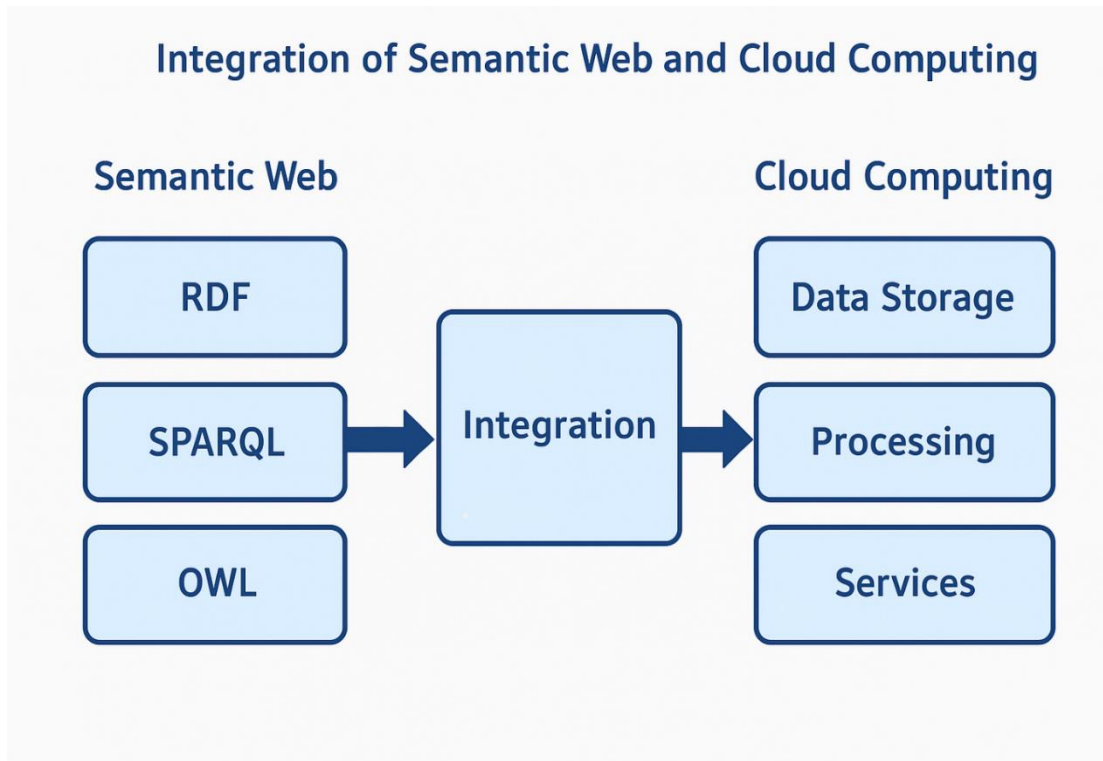 Integration of Semantic Web and Cloud Computing
Semantic Web
RDF
SPARQL
OWL
Integration
Cloud Computing
Data Storage
Processing
Services